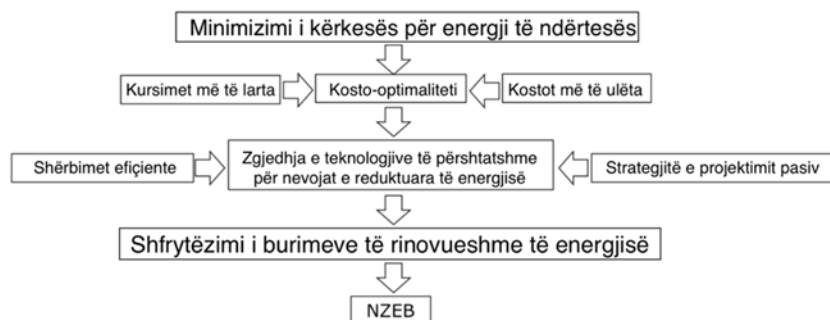 Minimizimi i kërkesës për energji të ndërtesës
Kursimet më të larta
Kosto-optimaliteti
Kostot më të ulëta
Shërbimet efiçiente
Zgjedhja e teknologjive të përshtatshme
për nevojat e reduktuara të energjisë
Strategjitë e projektimit pasiv
Shfrytëzimi i burimeve të rinovueshme të energjisë
NZEB